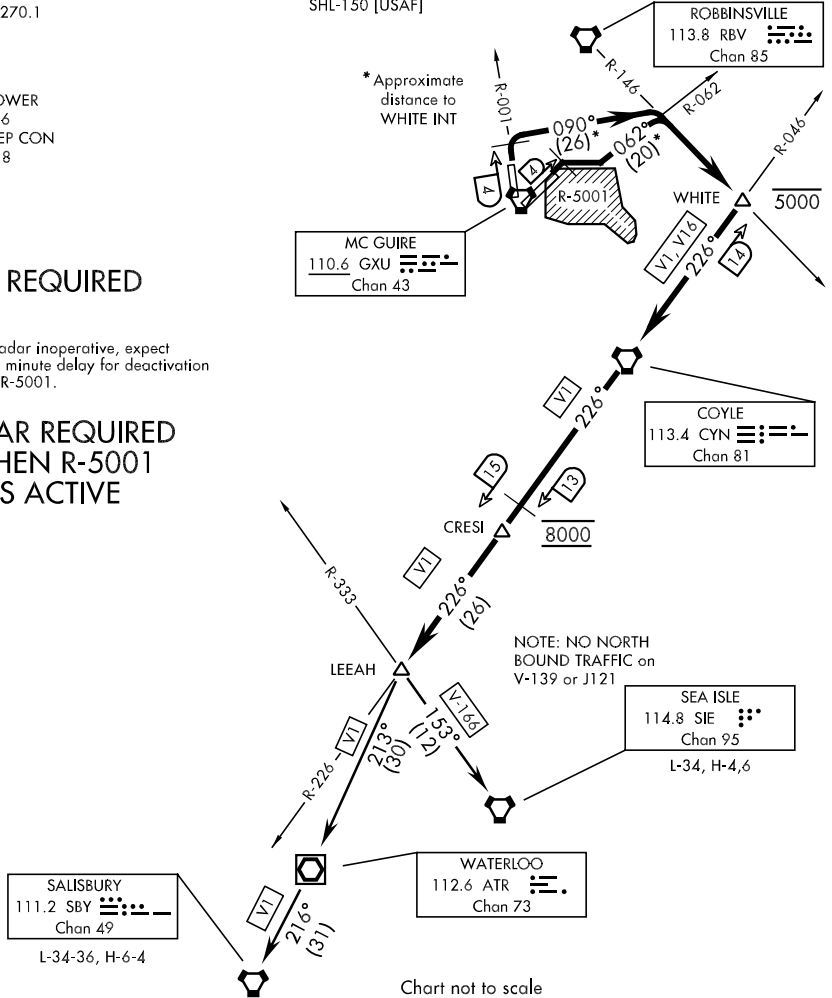 270.1
SHL-150 [USAF]
ROBBINSVILLE
113.8 RBV
Chan 85
* Approximate
distance to
WHITE INT
R-001
R-146
R-062
R-046
OWER
6
EP CON
8
090°
(26)*
062°
(20)*
4
4
R-5001
WHITE
5000
MC GUIRE
110.6 GXU
Chan 43
V1, V16
226°
14
REQUIRED
adar inoperative, expect
minute delay for deactivation
R-5001.
COYLE
113.4 CYN
Chan 81
V1
226°
AR REQUIRED
HEN R-5001
S ACTIVE
15
13
CRESI
8000
V1
226°
(26)
R-333
NOTE: NO NORTH
BOUND TRAFFIC on
V-139 or J121
LEEAH
SEA ISLE
114.8 SIE
Chan 95
L-34, H-4,6
V-166
153°
(12)
V1
213°
(30)
R-226
WATERLOO
112.6 ATR
Chan 73
SALISBURY
111.2 SBY
Chan 49
L-34-36, H-6-4
V1
216°
(31)
Chart not to scale